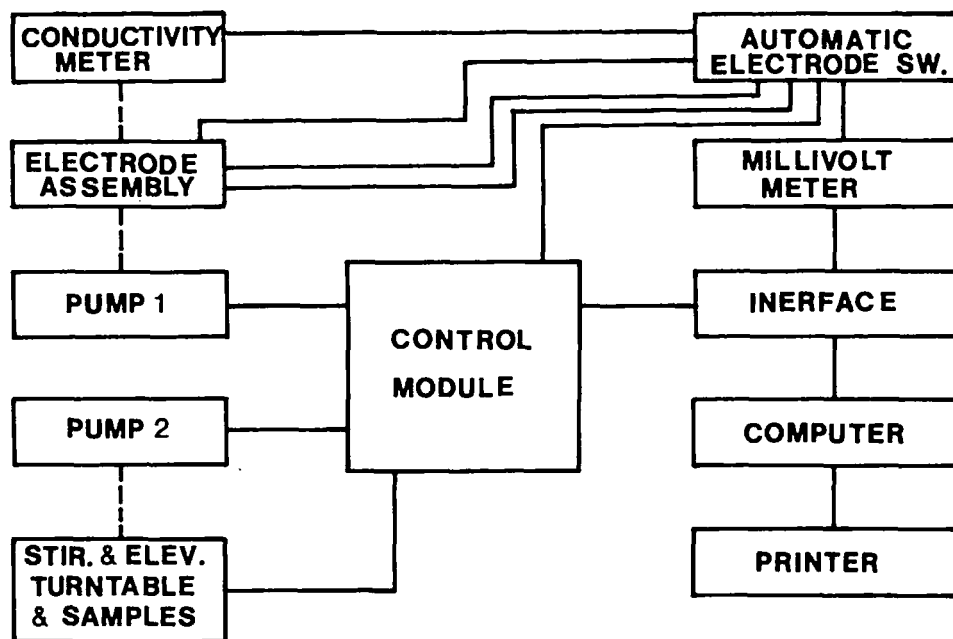 CONDUCTIVITY
METER
AUTOMATIC
ELECTRODE SW.
ELECTRODE
ASSEMBLY
MILLIVOLT
METER
PUMP 1
CONTROL
MODULE
INERFACE
PUMP 2
COMPUTER
STIR. & ELEV.
TURNTABLE
& SAMPLES
PRINTER